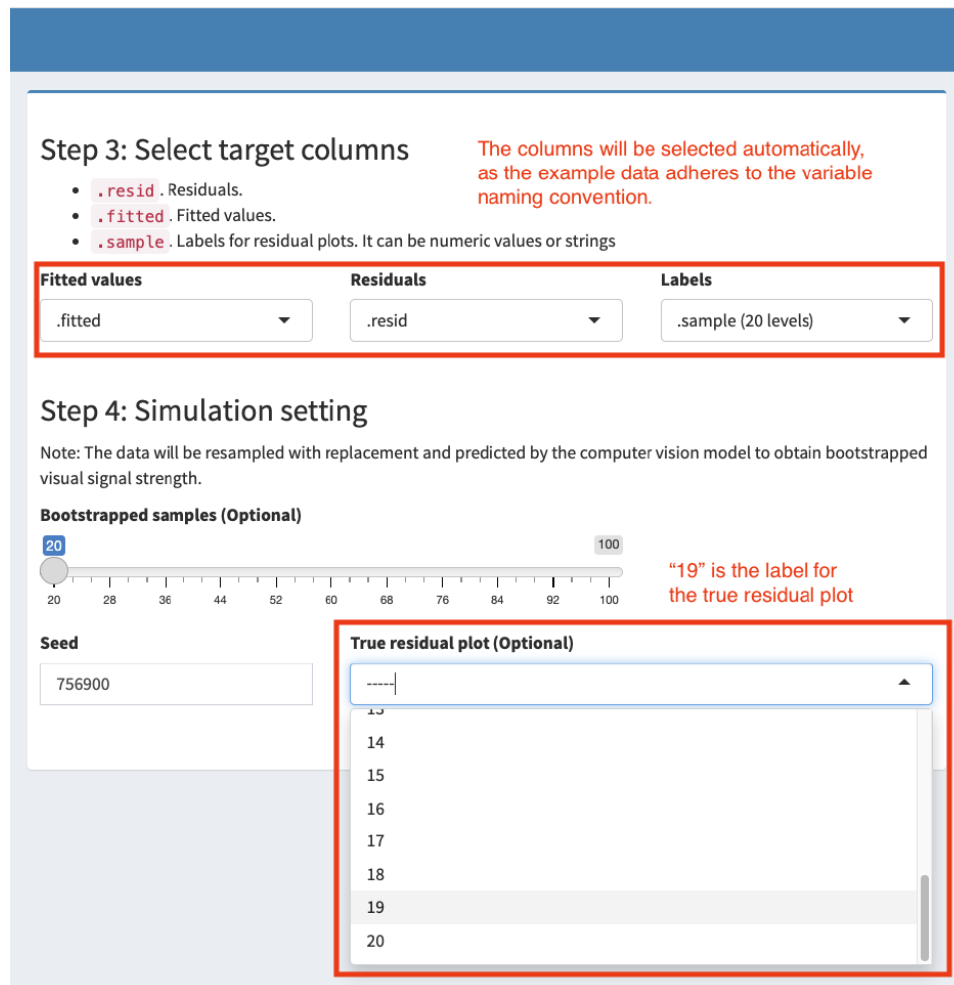 Step 3: Select target columns
The columns will be selected automatically,
as the example data adheres to the variable
naming convention.
• .resid. Residuals.
• .fitted. Fitted values.
• .sample. Labels for residual plots. It can be numeric values or strings
Fitted values Residuals Labels
.fitted .resid .sample (20 levels)
Step 4: Simulation setting
Note: The data will be resampled with replacement and predicted by the computer vision model to obtain bootstrapped
visual signal strength.
Bootstrapped samples (Optional)
20 100
20 28 36 44 52 60 68 76 84 92 100
“19” is the label for
the true residual plot
Seed True residual plot (Optional)
756900 -----
14
15
16
17
18
19
20